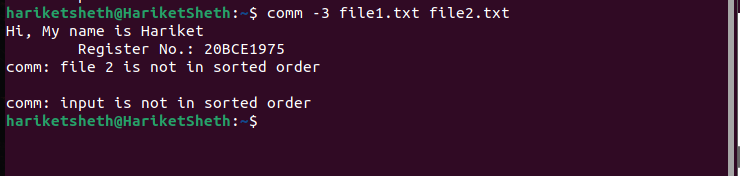 hariketsheth@HariketSheth:~$ comm -3 file1.txt file2.txt
Hi, My name is Hariket
        Register No.: 20BCE1975
comm: file 2 is not in sorted order

comm: input is not in sorted order
hariketsheth@HariketSheth:~$